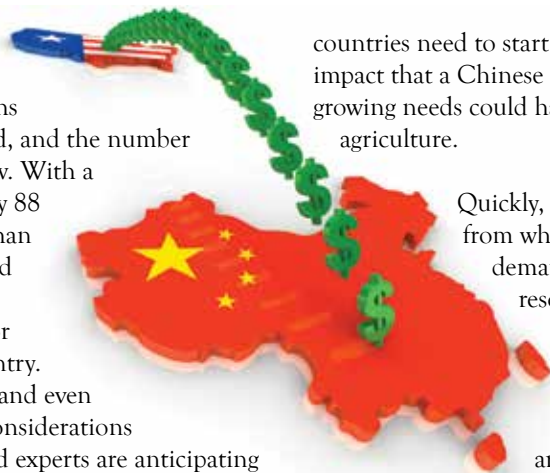 ns
d, and the number
w. With a
y 88
han
d
r
ntry.
and even
onsiderations
d experts are anticipating
countries need to start
impact that a Chinese
growing needs could ha
agriculture.
Quickly,
from wh
dema
rese
an